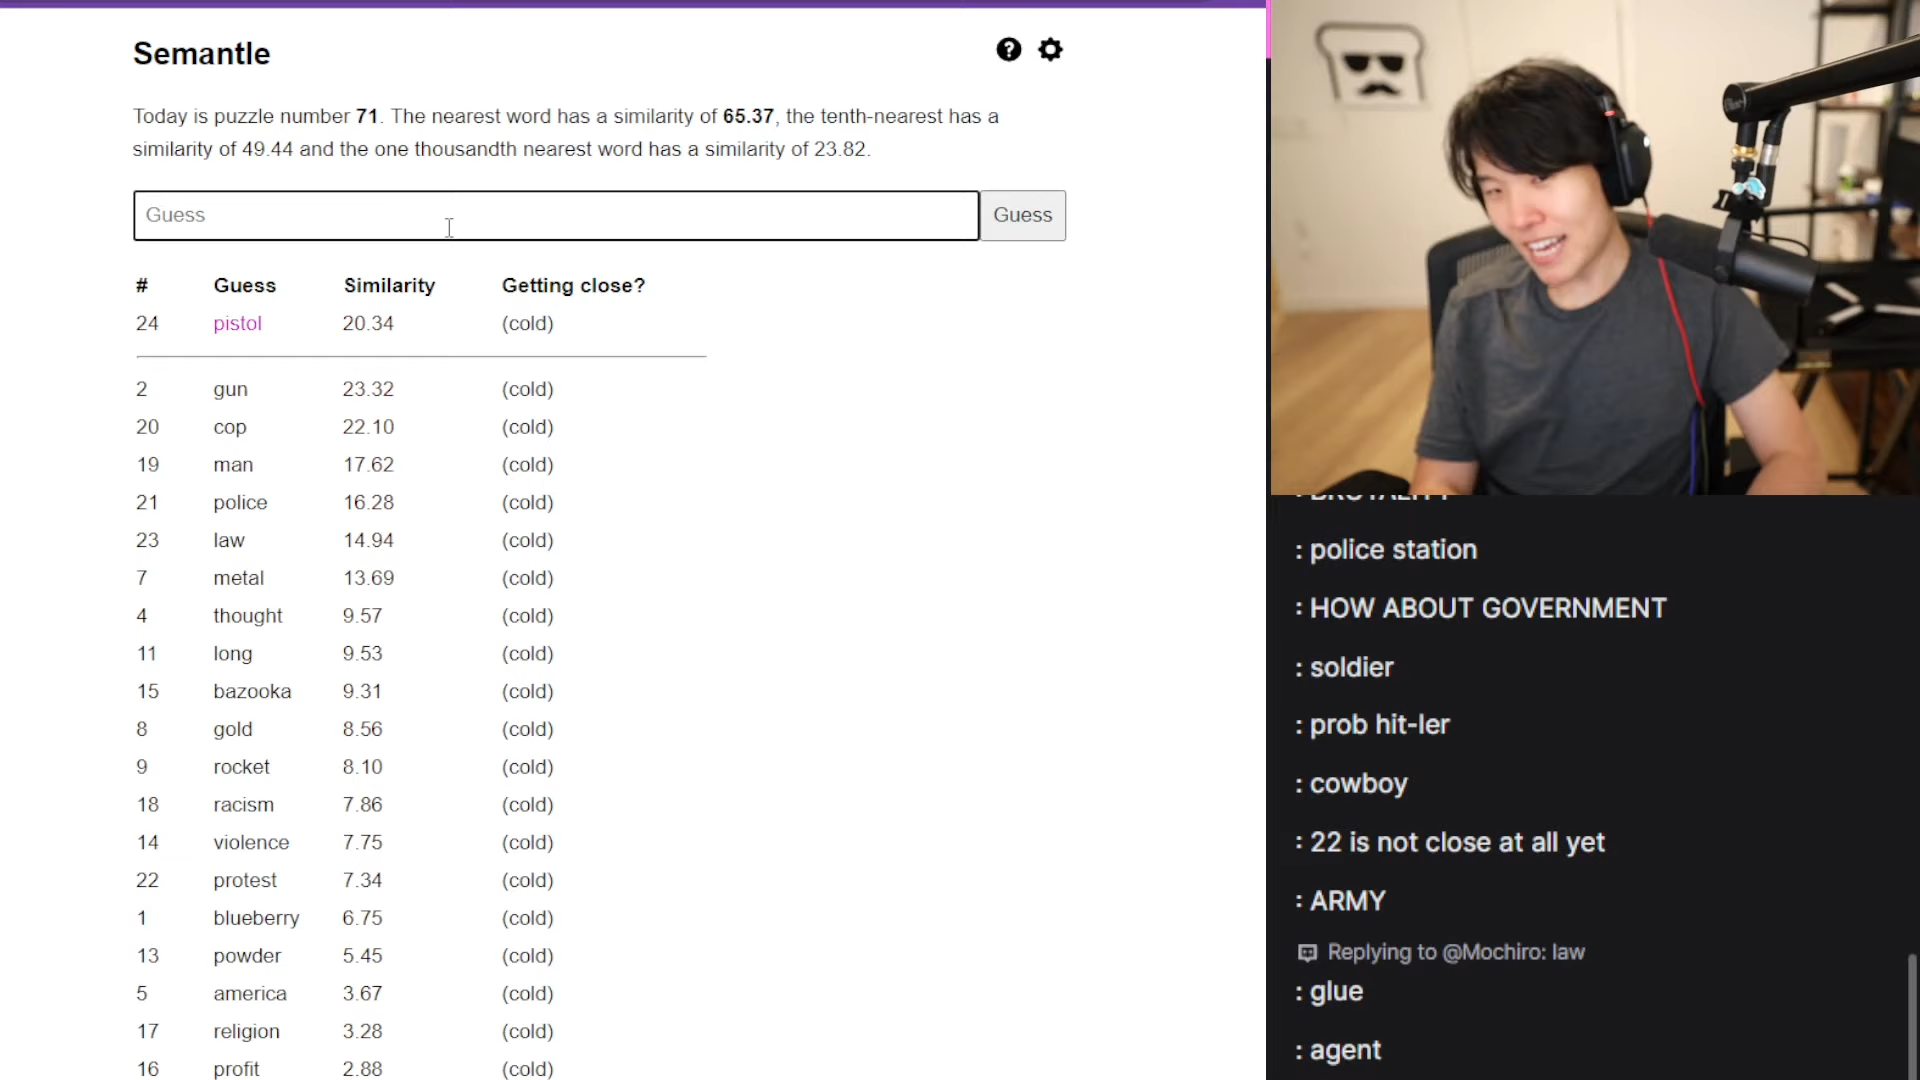 Semantle
Today is puzzle number 71. The nearest word has a similarity of 65.37, the tenth-nearest has a
similarity of 49.44 and the one thousandth nearest word has a similarity of 23.82.
Guess
Guess
# Guess Similarity Getting close?
24 pistol 20.34 (cold)
2 gun 23.32 (cold)
20 cop 22.10 (cold)
19 man 17.62 (cold)
21 police 16.28 (cold)
23 law 14.94 (cold)
7 metal 13.69 (cold)
4 thought 9.57 (cold)
11 long 9.53 (cold)
15 bazooka 9.31 (cold)
8 gold 8.56 (cold)
9 rocket 8.10 (cold)
18 racism 7.86 (cold)
14 violence 7.75 (cold)
22 protest 7.34 (cold)
1 blueberry 6.75 (cold)
13 powder 5.45 (cold)
5 america 3.67 (cold)
17 religion 3.28 (cold)
16 profit 2.88 (cold)
: BRUTALITY
: police station
: HOW ABOUT GOVERNMENT
: soldier
: prob hit-ler
: cowboy
: 22 is not close at all yet
: ARMY
Replying to @Mochiro: law
: glue
: agent